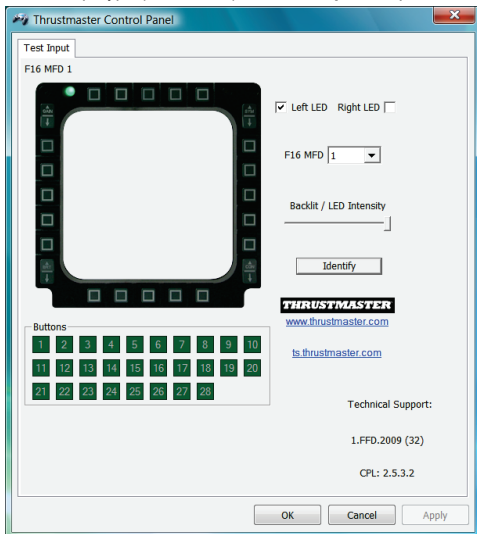 Thrustmaster Control Panel
Test Input
F16 MFD 1
Left LED Right LED
F16 MFD 1
Backlit / LED Intensity
Identify
THRUSTMASTER
www.thrustmaster.com
ts.thrustmaster.com
Buttons
1 2 3 4 5 6 7 8 9 10
11 12 13 14 15 16 17 18 19 20
21 22 23 24 25 26 27 28
Technical Support:
1.FFD.2009 (32)
CPL: 2.5.3.2
OK Cancel Apply